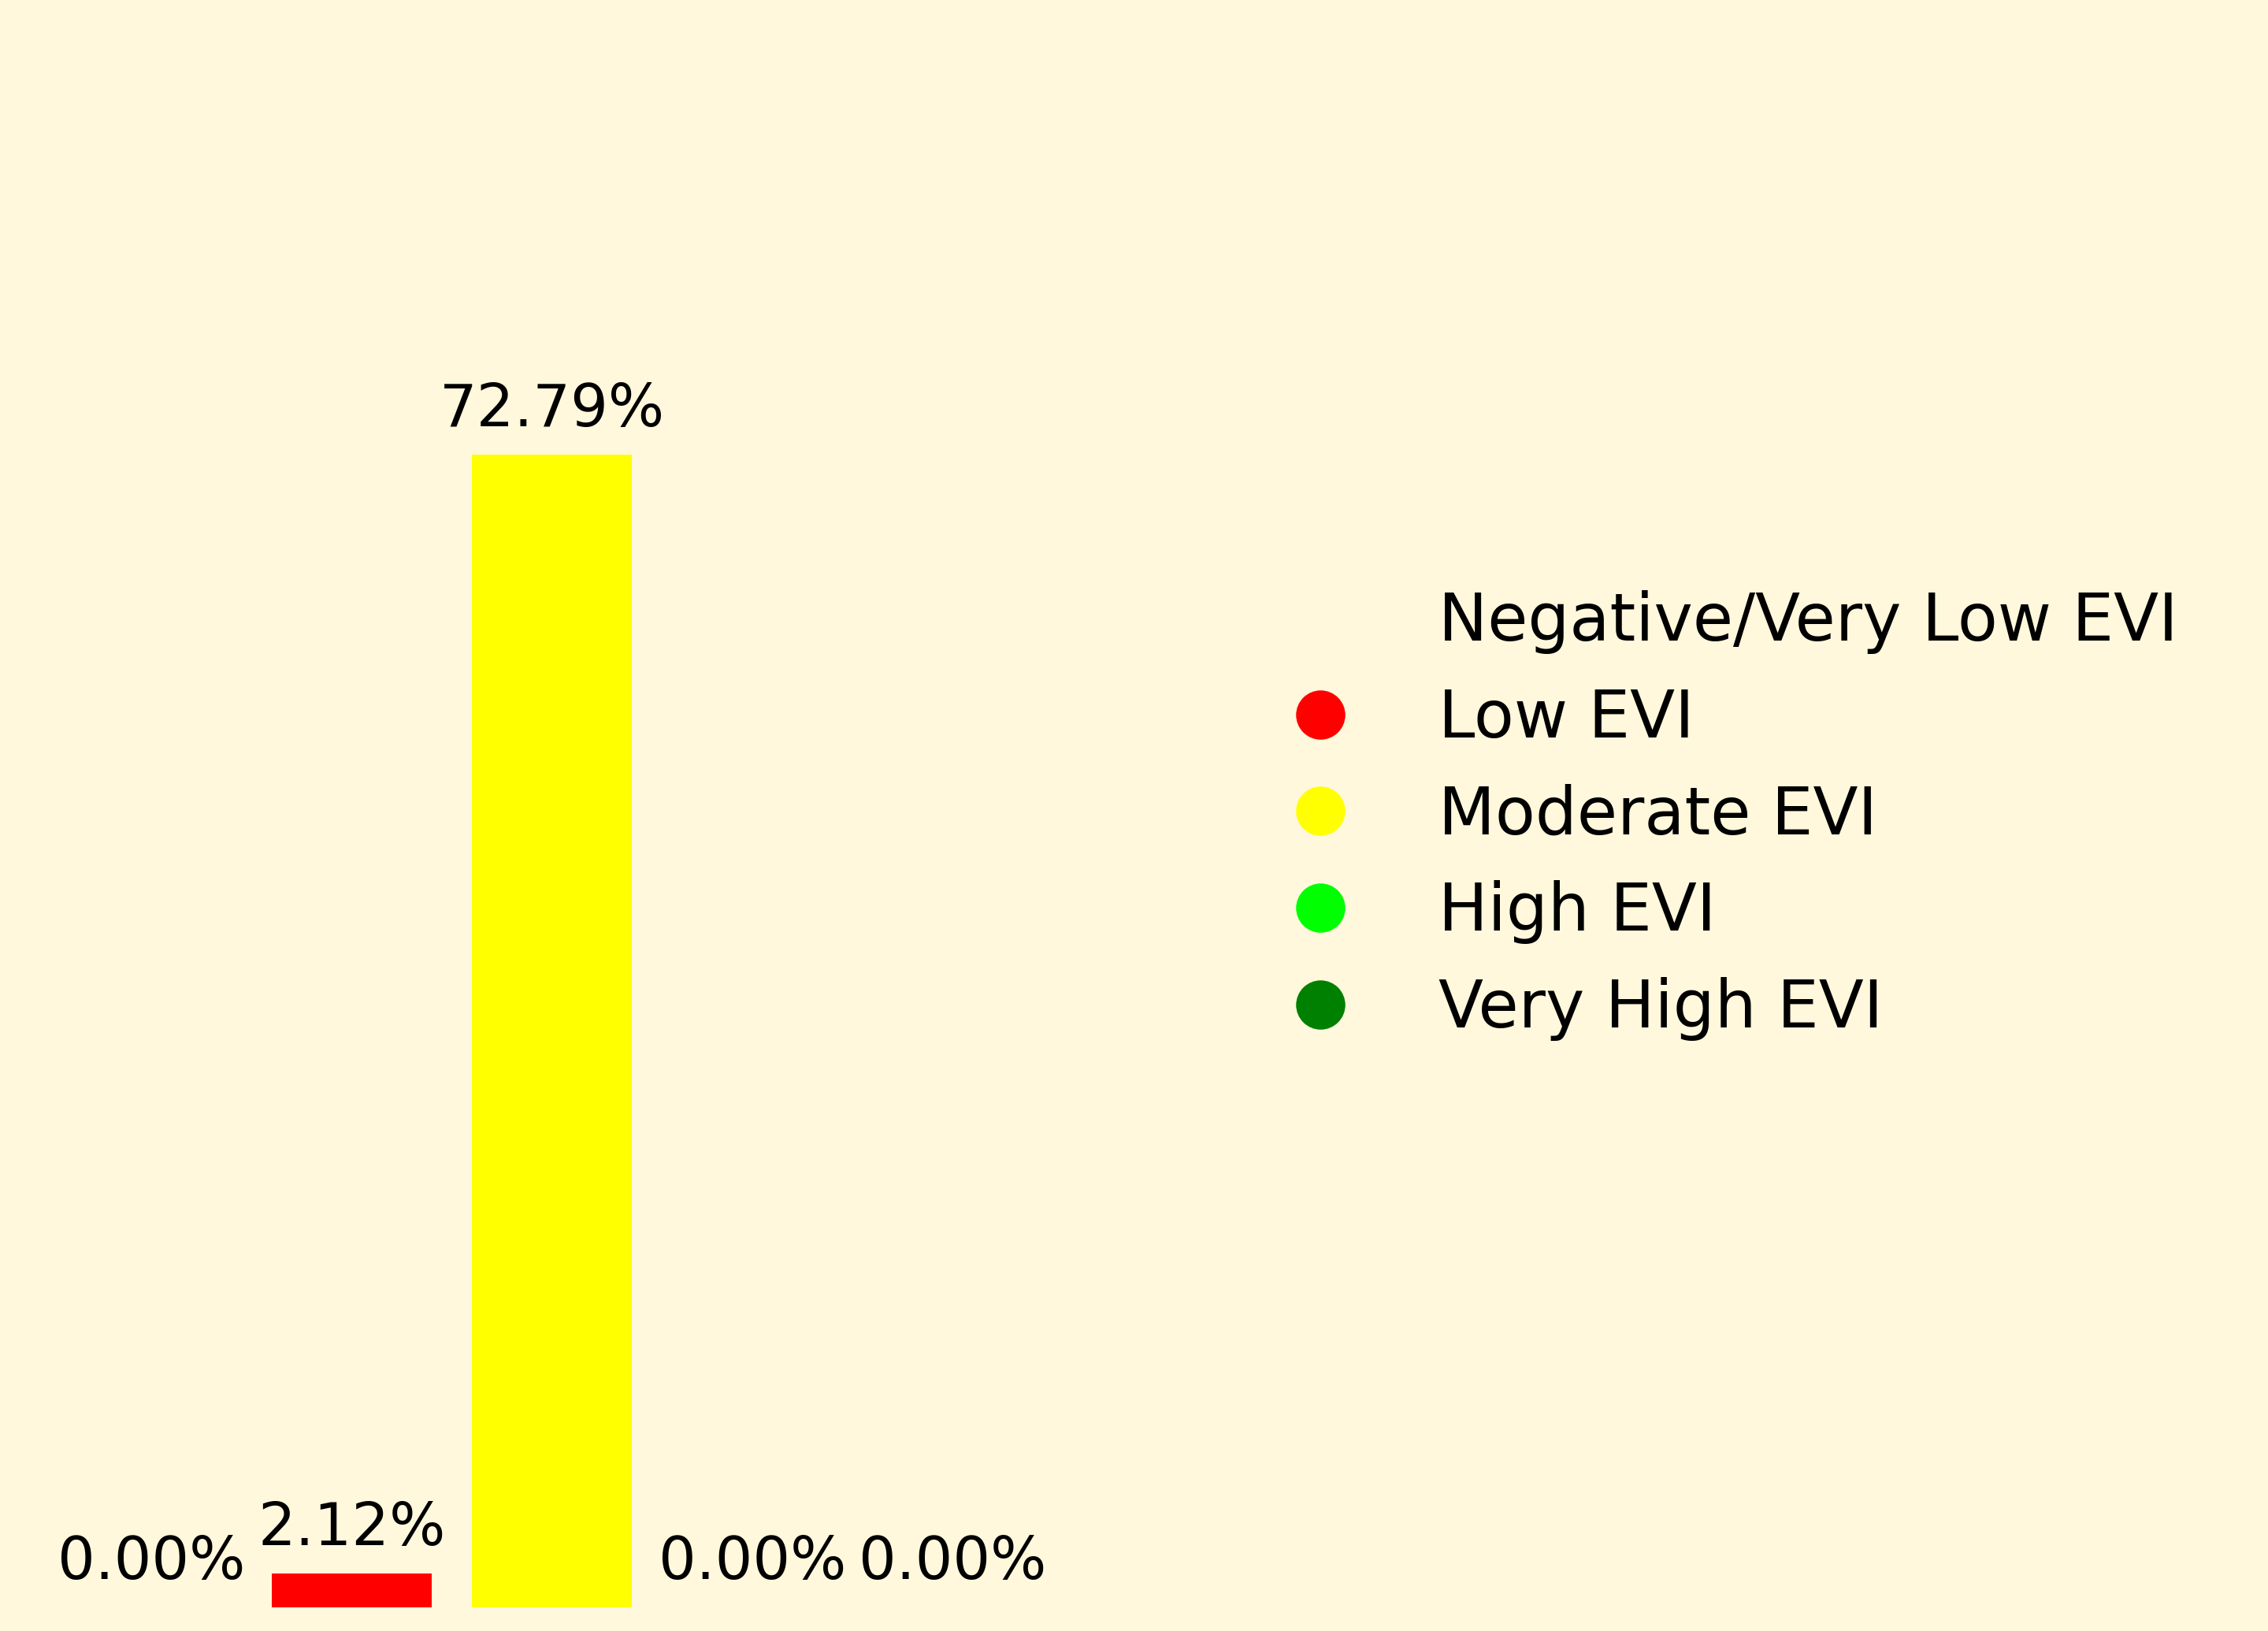 72.79%
2.12%
0.00%
0.00%
0.00%
Negative/Very Low EVI
Low EVI
Moderate EVI
High EVI
Very High EVI